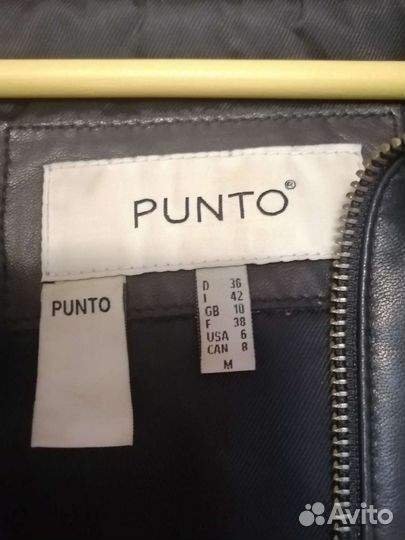 PUNTO®
PUNTO
D 36
I 42
GB 10
F 38
USA 6
CAN 8
M
Avito